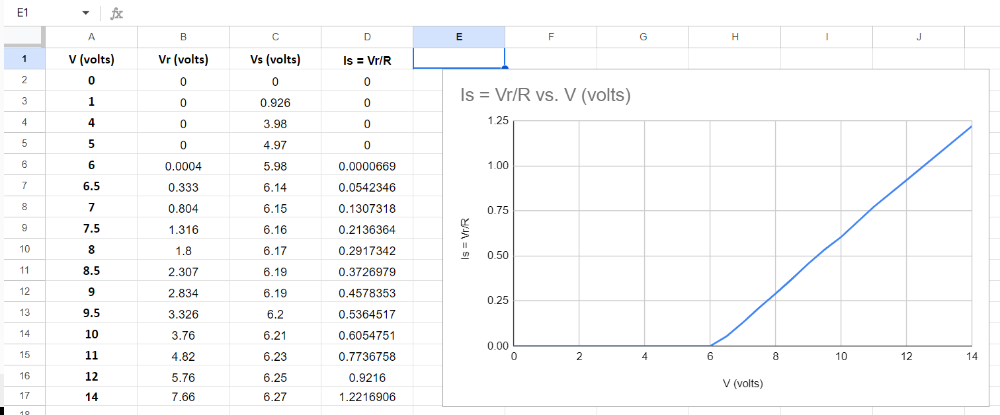 E1 fx
A B C D E F G H I J
1 V (volts) Vr (volts) Vs (volts) Is = Vr/R
2 0 0 0 0
3 1 0 0.926 0
4 4 0 3.98 0
5 5 0 4.97 0
6 6 0.0004 5.98 0.0000669
7 6.5 0.333 6.14 0.0542346
8 7 0.804 6.15 0.1307318
9 7.5 1.316 6.16 0.2136364
10 8 1.8 6.17 0.2917342
11 8.5 2.307 6.19 0.3726979
12 9 2.834 6.19 0.4578353
13 9.5 3.326 6.2 0.5364517
14 10 3.76 6.21 0.6054751
15 11 4.82 6.23 0.7736758
16 12 5.76 6.25 0.9216
17 14 7.66 6.27 1.2216906
18
Is = Vr/R vs. V (volts)
1.25
1.00
0.75
0.50
0.25
0.00
Is = Vr/R
0 2 4 6 8 10 12 14
V (volts)